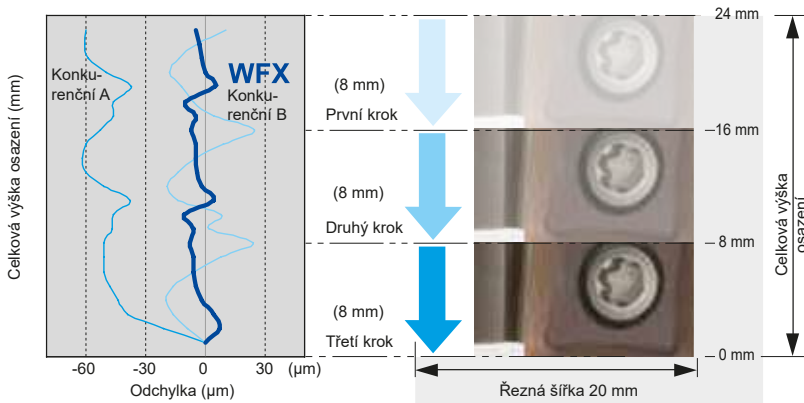 Celková výška osazení (mm)
Konku-
renční A
WFX
Konku-
renční B
-60
-30
0
30
(µm)
Odchylka (µm)
(8 mm)
První krok
(8 mm)
Druhý krok
(8 mm)
Třetí krok
24 mm
16 mm
8 mm
0 mm
Celková výška
osazení
Řezná šířka 20 mm